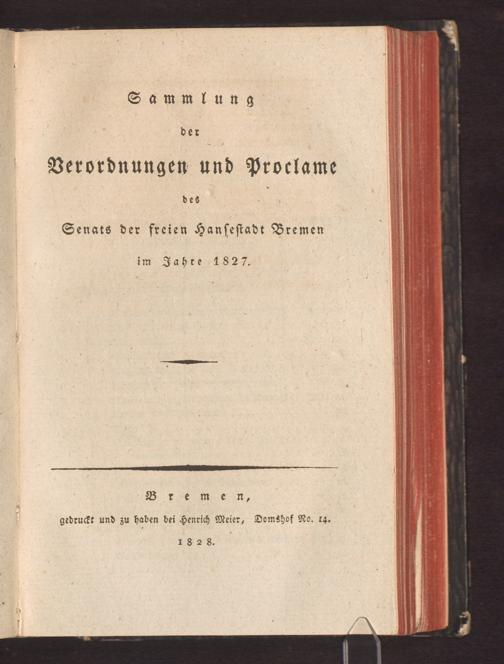 Sammlung
der
Verordnungen und Proclame
des
Senats der freien Hansestadt Bremen
im Jahre 1827.
Bremen,
gedruckt und zu haben bei Henrich Meier, Domshof No. 14.
1828.